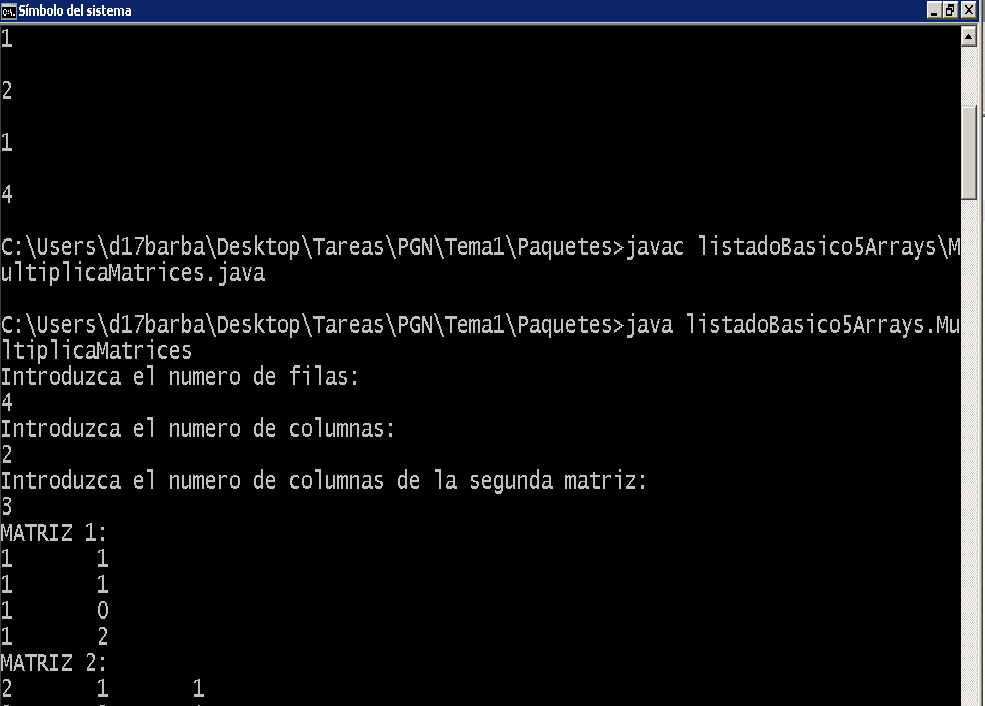 Símbolo del sistema
1
2
1
4
C:\Users\d17barba\Desktop\Tareas\PGN\Tema1\Paquetes>javac listadoBasico5Arrays\M
ultiplicaMatrices.java
C:\Users\d17barba\Desktop\Tareas\PGN\Tema1\Paquetes>java listadoBasico5Arrays.Mu
ltiplicaMatrices
Introduzca el numero de filas:
4
Introduzca el numero de columnas:
2
Introduzca el numero de columnas de la segunda matriz:
3
MATRIZ 1:
1 1
1 1
1 0
1 2
MATRIZ 2:
2 1 1